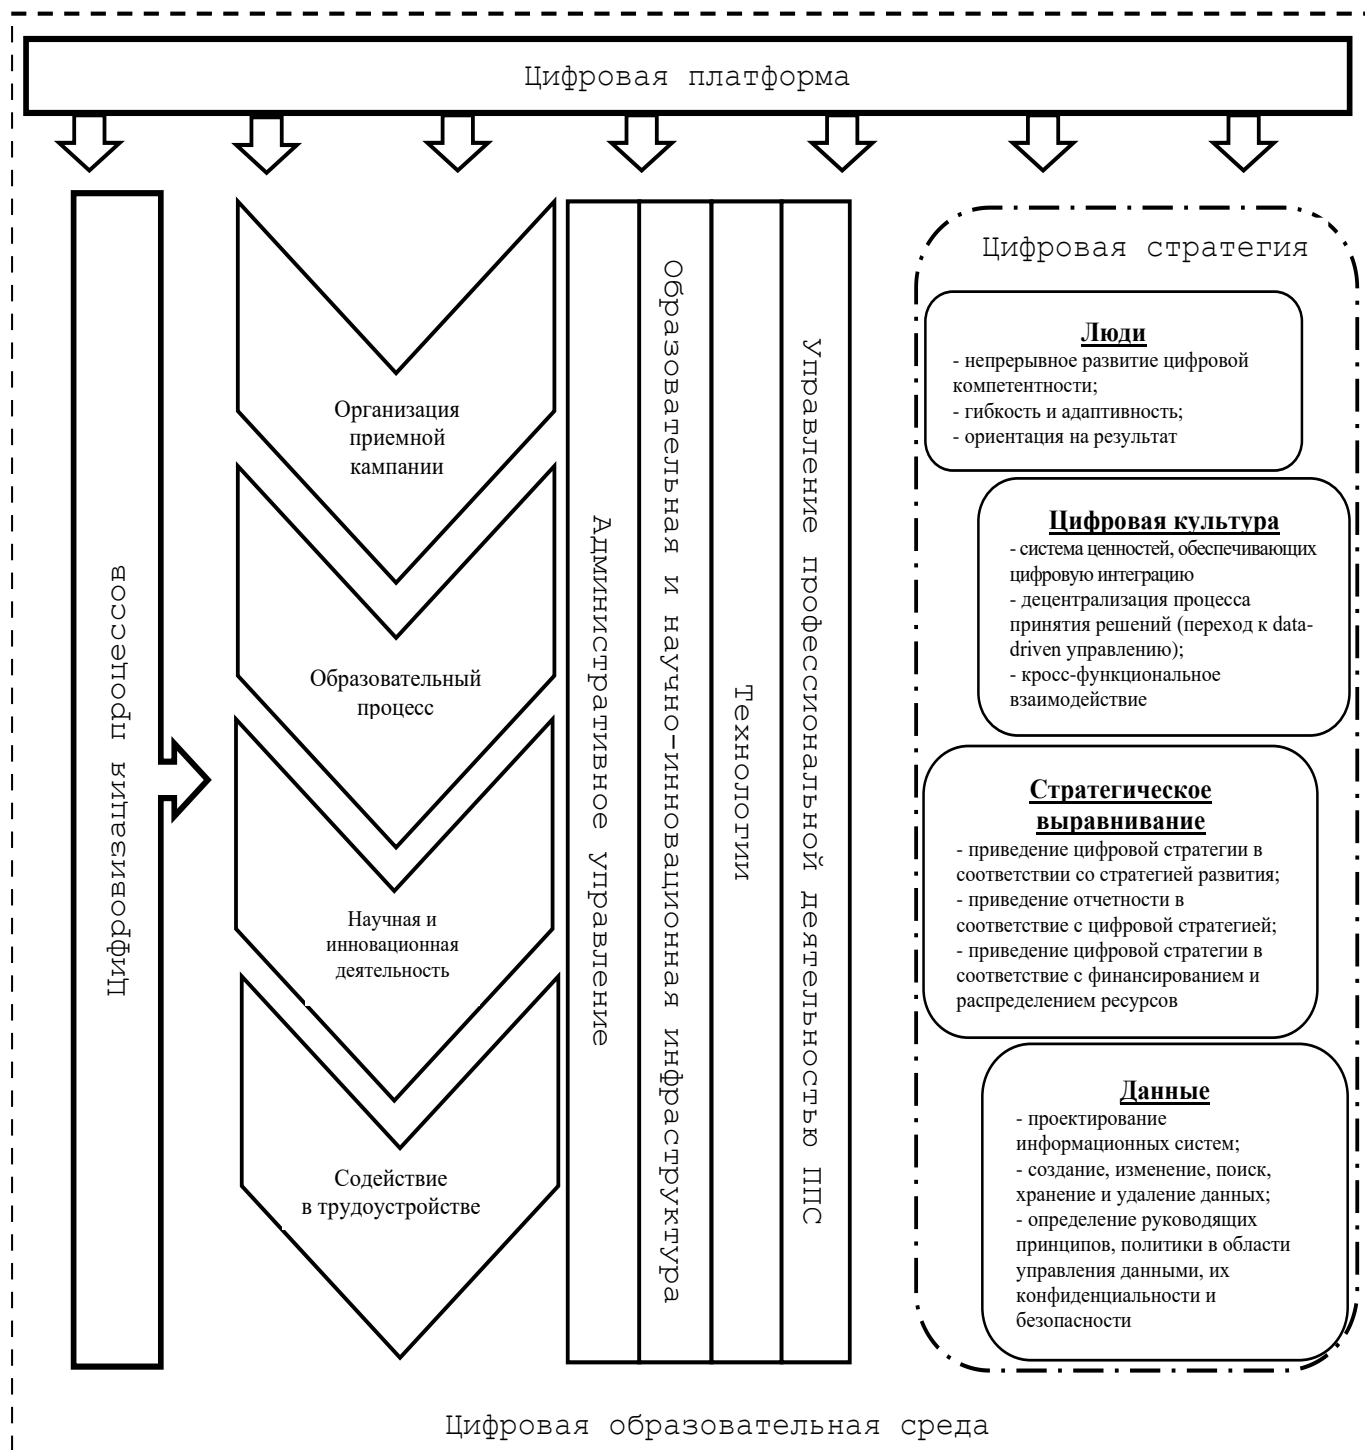 Цифровая платформа
Цифровизация процессов
Организация
приемной
кампании
Образовательный
процесс
Научная и
инновационная
деятельность
Содействие
в трудоустройстве
Административное управление
Образовательная и научно-инновационная инфраструктура
Технологии
Управление профессиональной деятельностью ППС
Цифровая стратегия
Люди
- непрерывное развитие цифровой
компетентности;
- гибкость и адаптивность;
- ориентация на результат
Цифровая культура
- система ценностей, обеспечивающих
цифровую интеграцию
- децентрализация процесса
принятия решений (переход к data-
driven управлению);
- кросс-функциональное
взаимодействие
Стратегическое
выравнивание
- приведение цифровой стратегии в
соответствии со стратегией развития;
- приведение отчетности в
соответствие с цифровой стратегией;
- приведение цифровой стратегии в
соответствие с финансированием и
распределением ресурсов
Данные
- проектирование
информационных систем;
- создание, изменение, поиск,
хранение и удаление данных;
- определение руководящих
принципов, политики в области
управления данными, их
конфиденциальности и
безопасности
Цифровая образовательная среда